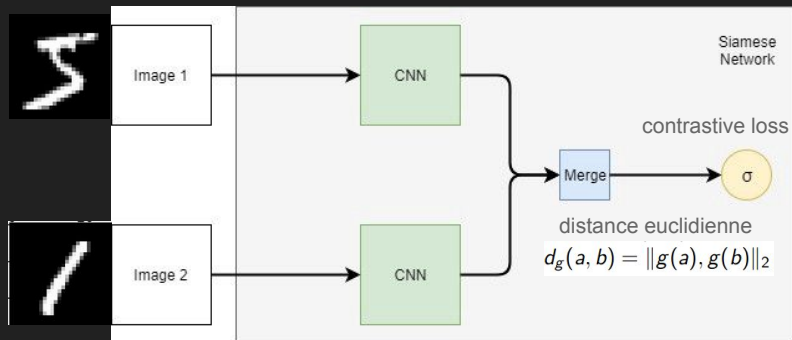 Siamese
Network
Image 1
CNN
contrastive loss
Merge
σ
distance euclidienne
d_g(a, b) = ‖g(a), g(b)‖₂
Image 2
CNN